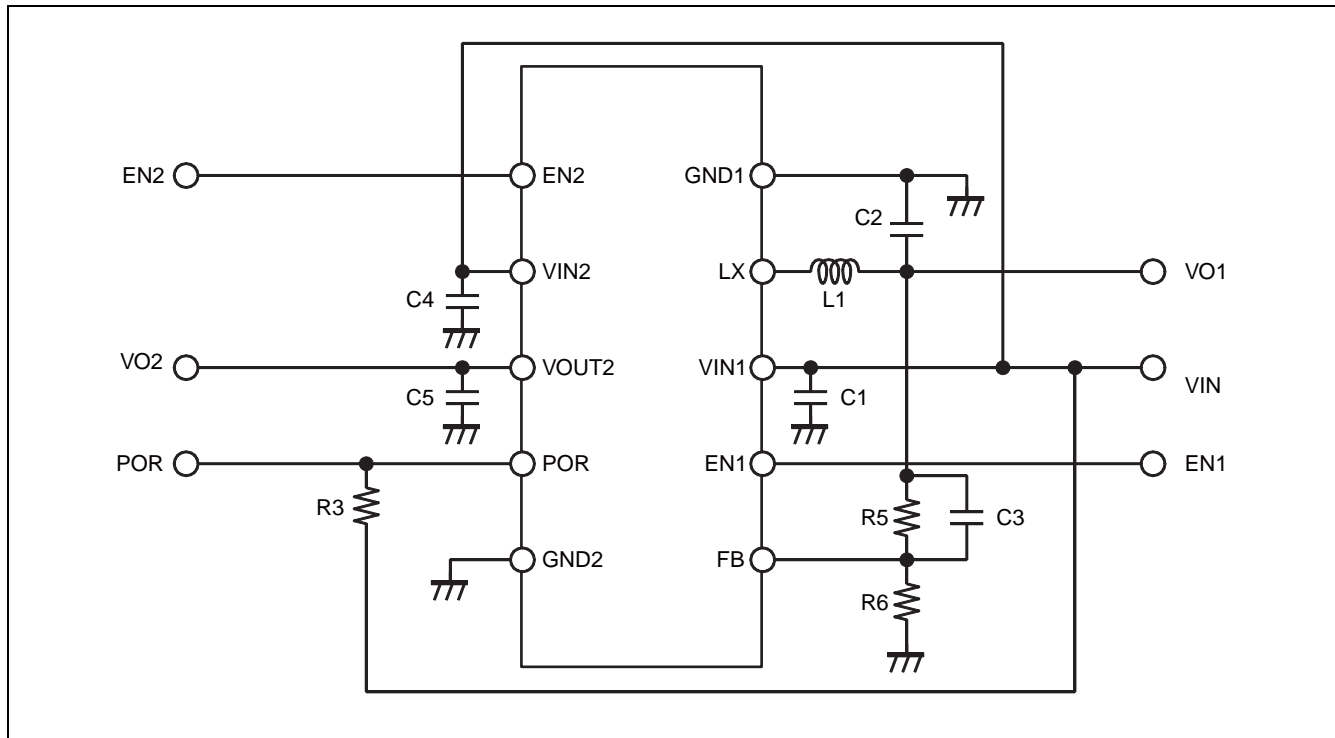 EN2
EN2
GND1
C2
VIN2
LX
L1
VO1
C4
VO2
VOUT2
VIN1
VIN
C5
C1
POR
POR
EN1
EN1
R3
R5
C3
GND2
FB
R6